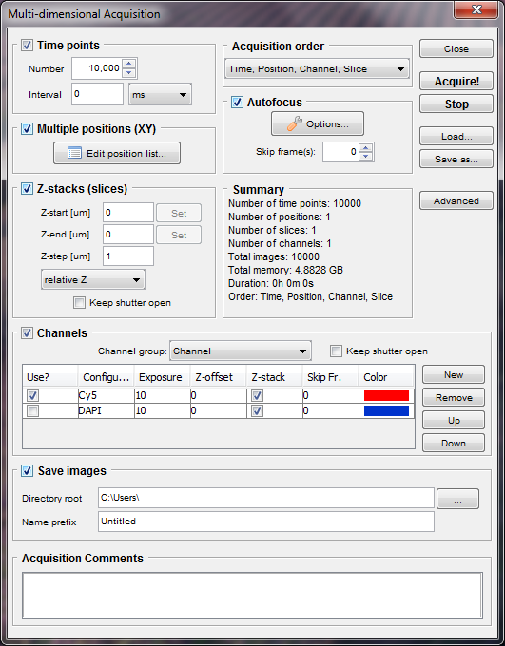 Multi-dimensional Acquisition
Time points
Number 10,000
Interval 0 ms
Multiple positions (XY)
Edit position list...
Z-stacks (slices)
Z-start [um] 0 Set
Z-end [um] 0 Set
Z-step [um] 1
relative Z
Keep shutter open
Acquisition order
Time, Position, Channel, Slice
Autofocus
Options...
Skip frame(s): 0
Summary
Number of time points: 10000
Number of positions: 1
Number of slices: 1
Number of channels: 1
Total images: 10000
Total memory: 4.8828 GB
Duration: 0h 0m 0s
Order: Time, Position, Channel, Slice
Close
Acquire!
Stop
Load...
Save as...
Advanced
Channels
Channel group: Channel Keep shutter open
Use? Configu... Exposure Z-offset Z-stack Skip Fr. Color
Cy5 10 0 0
DAPI 10 0 0
New
Remove
Up
Down
Save images
Directory root C:\Users\ ...
Name prefix Untitled
Acquisition Comments